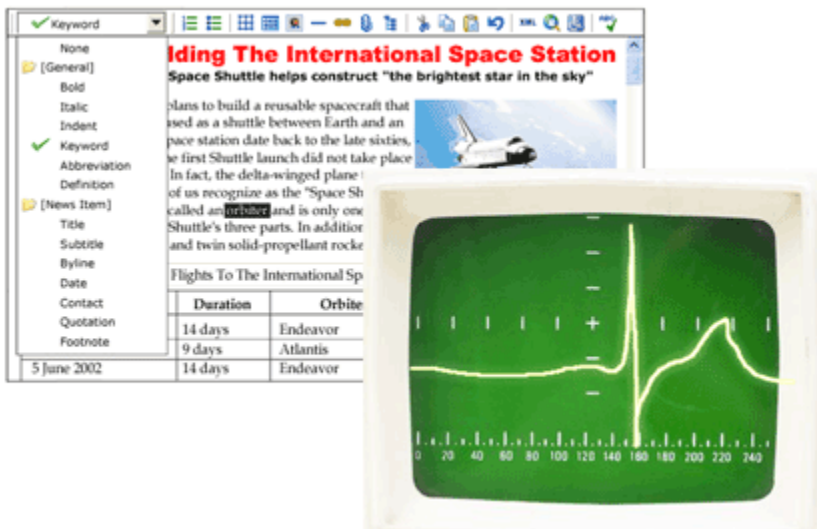 Keyword
None
[General]
Bold
Italic
Indent
Keyword
Abbreviation
Definition
[News Item]
Title
Subtitle
Byline
Date
Contact
Quotation
Footnote
XML
lding The International Space Station
Space Shuttle helps construct "the brightest star in the sky"
plans to build a reusable spacecraft that
used as a shuttle between Earth and an
pace station date back to the late sixties,
e first Shuttle launch did not take place
In fact, the delta-winged plane
of us recognize as the "Space Sh
called an orbiter and is only one
Shuttle's three parts. In addition
and twin solid-propellant rocke
Flights To The International Sp
Duration Orbite
14 days Endeavor
9 days Atlantis
5 June 2002 14 days Endeavor
0 20 40 60 80 100 120 140 160 180 200 220 240